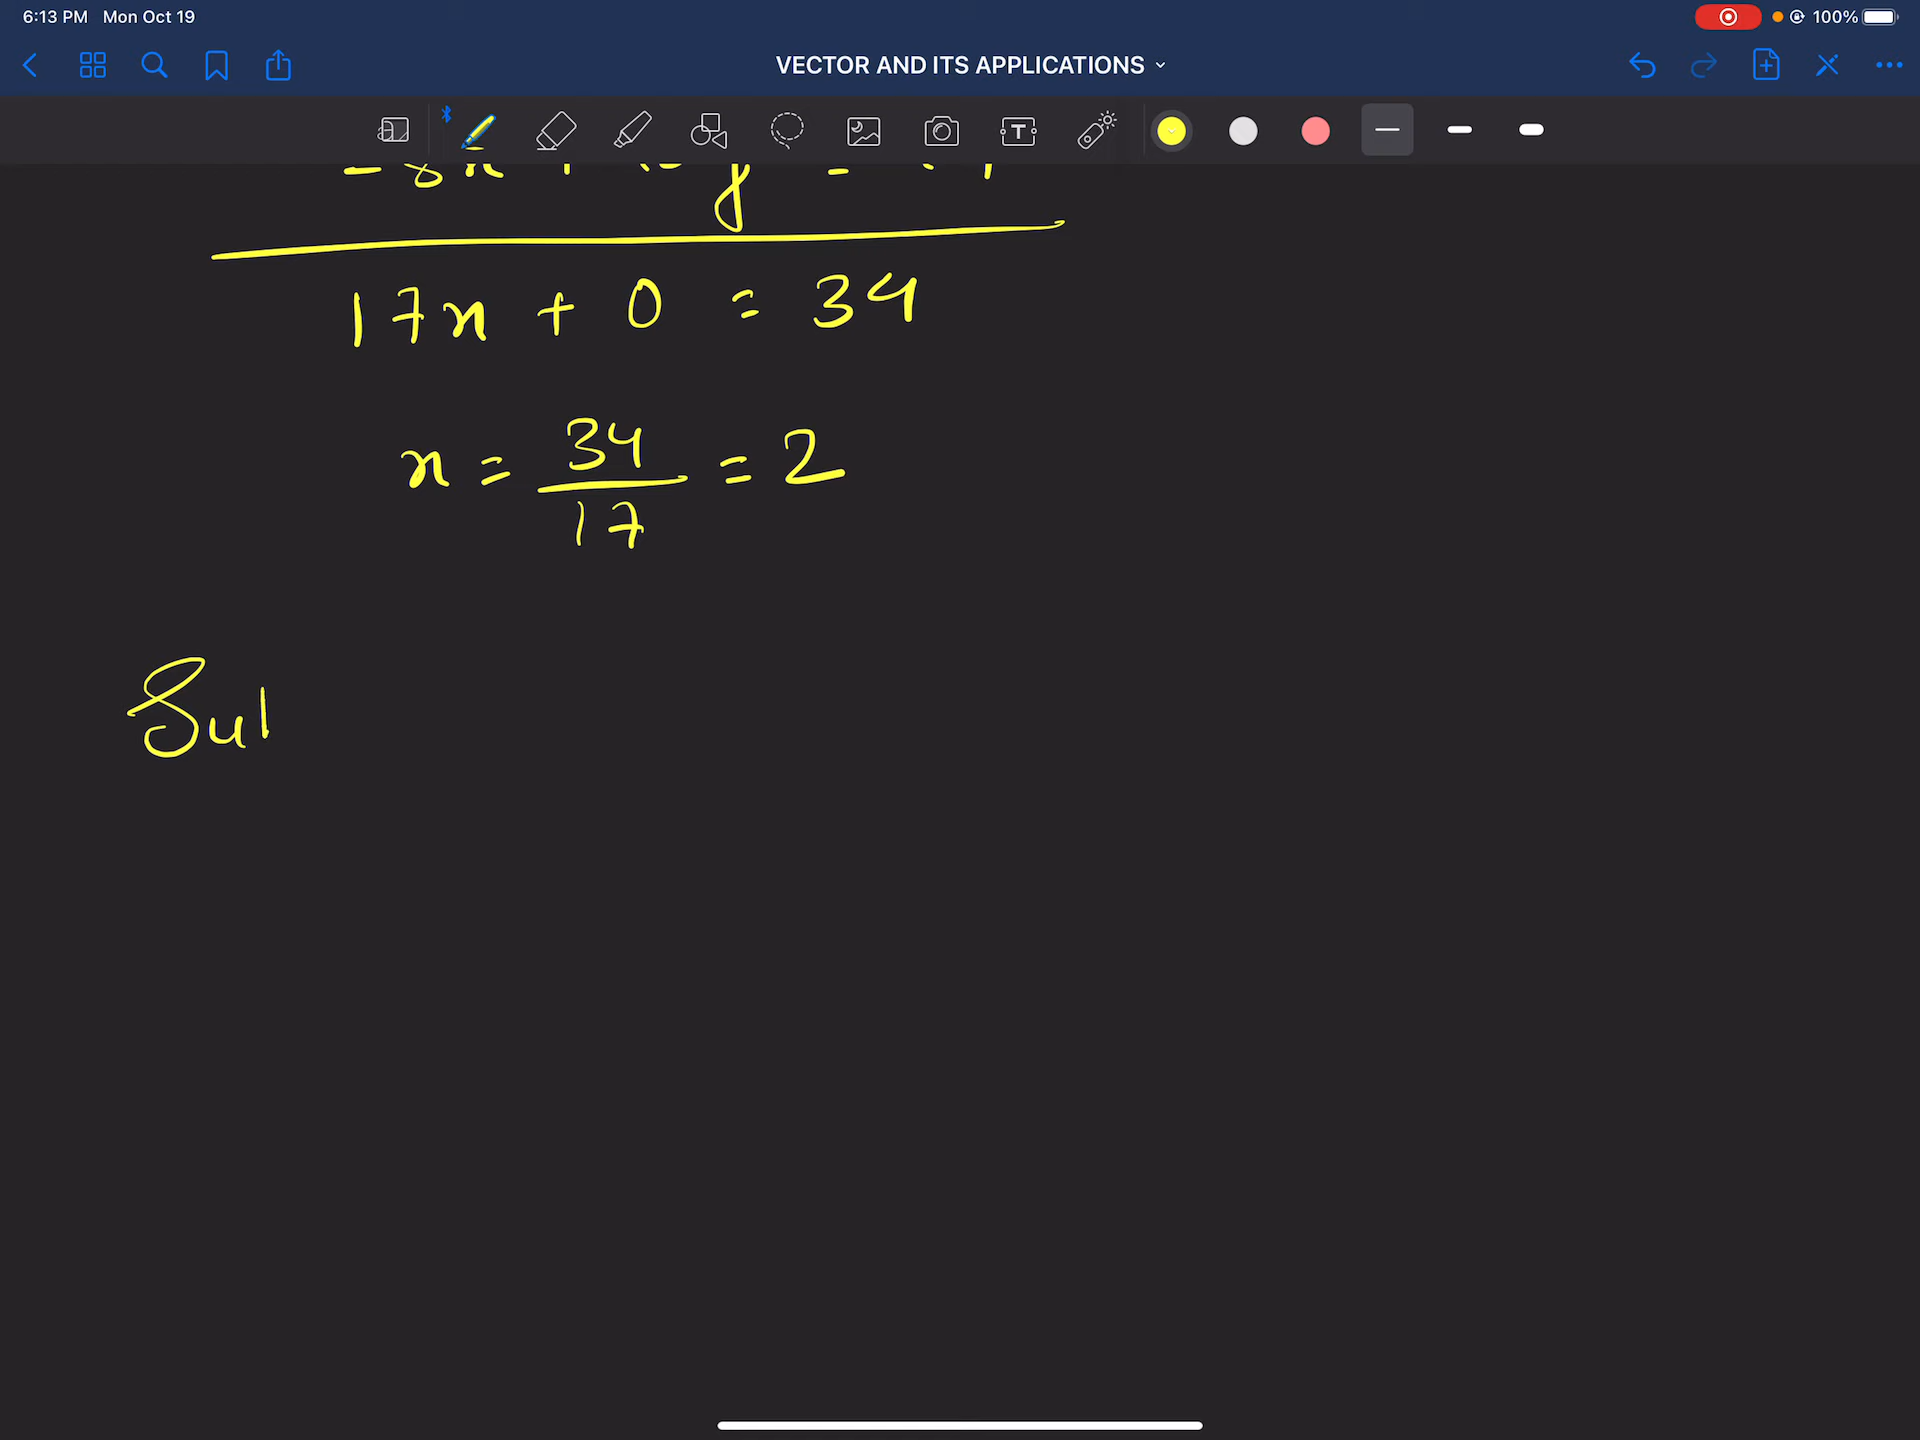 6:13 PM Mon Oct 19
100%
VECTOR AND ITS APPLICATIONS
T
17x + 0 = 34
x = 34/17 = 2
Sul